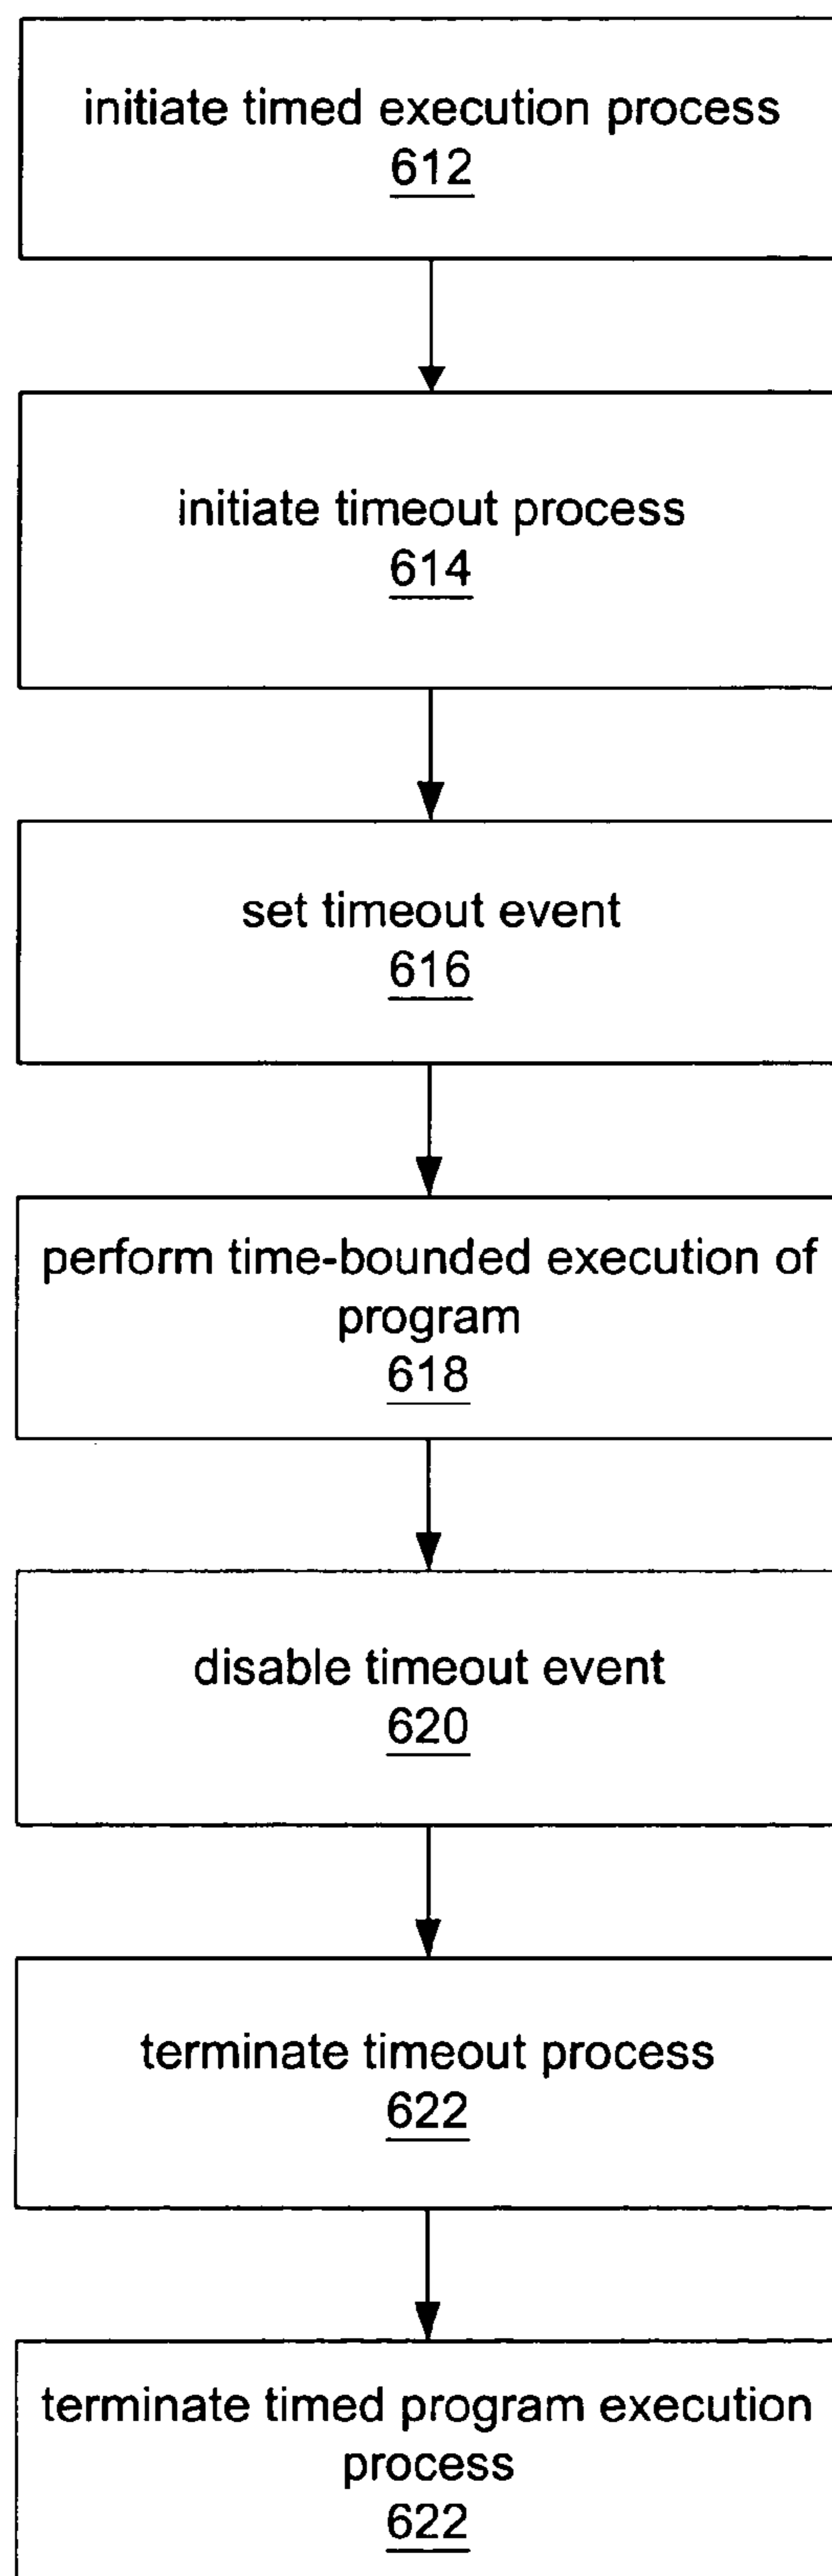 initiate timed execution process
612
initiate timeout process
614
set timeout event
616
perform time-bounded execution of
program
618
disable timeout event
620
terminate timeout process
622
terminate timed program execution
process
622